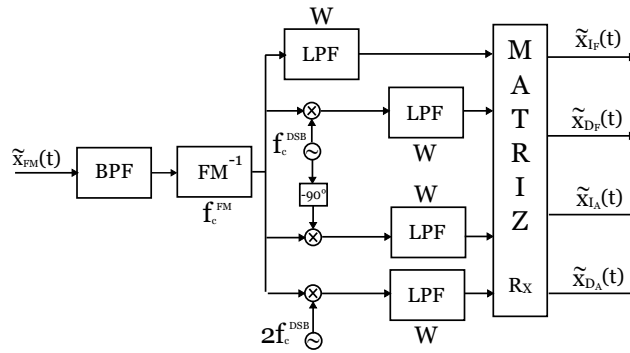 W
LPF
x̃_FM(t)
BPF
FM⁻¹
f_c^FM
LPF
W
f_c^DSB
~
-90°
W
LPF
LPF
W
2f_c^DSB
~
M
A
T
R
I
Z
R_X
x̃_IF(t)
x̃_DF(t)
x̃_IA(t)
x̃_DA(t)